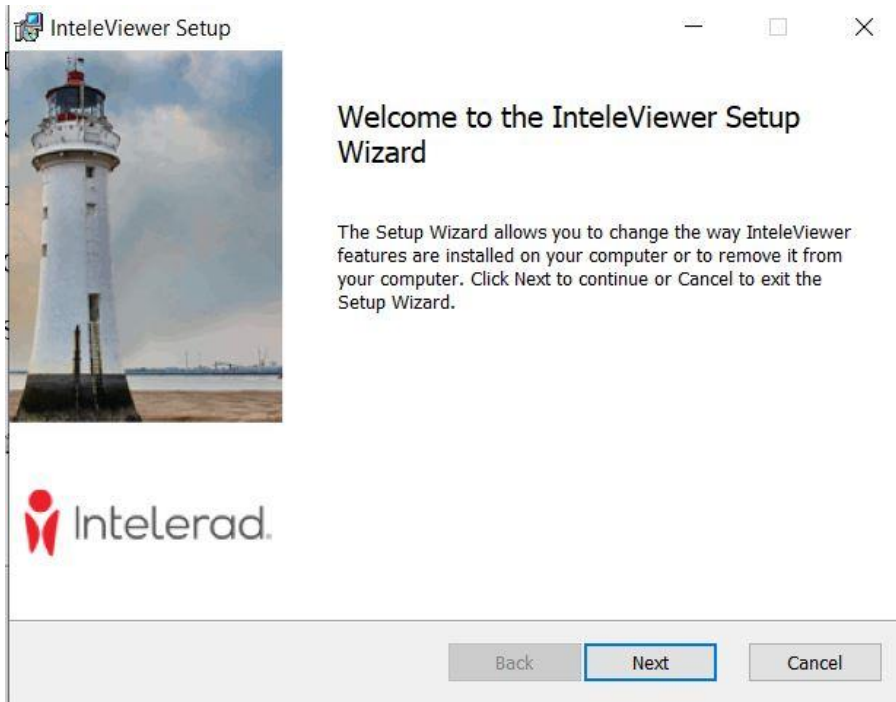 InteleViewer Setup
Welcome to the InteleViewer Setup
Wizard
The Setup Wizard allows you to change the way InteleViewer
features are installed on your computer or to remove it from
your computer. Click Next to continue or Cancel to exit the
Setup Wizard.
Intelerad.
Back Next Cancel